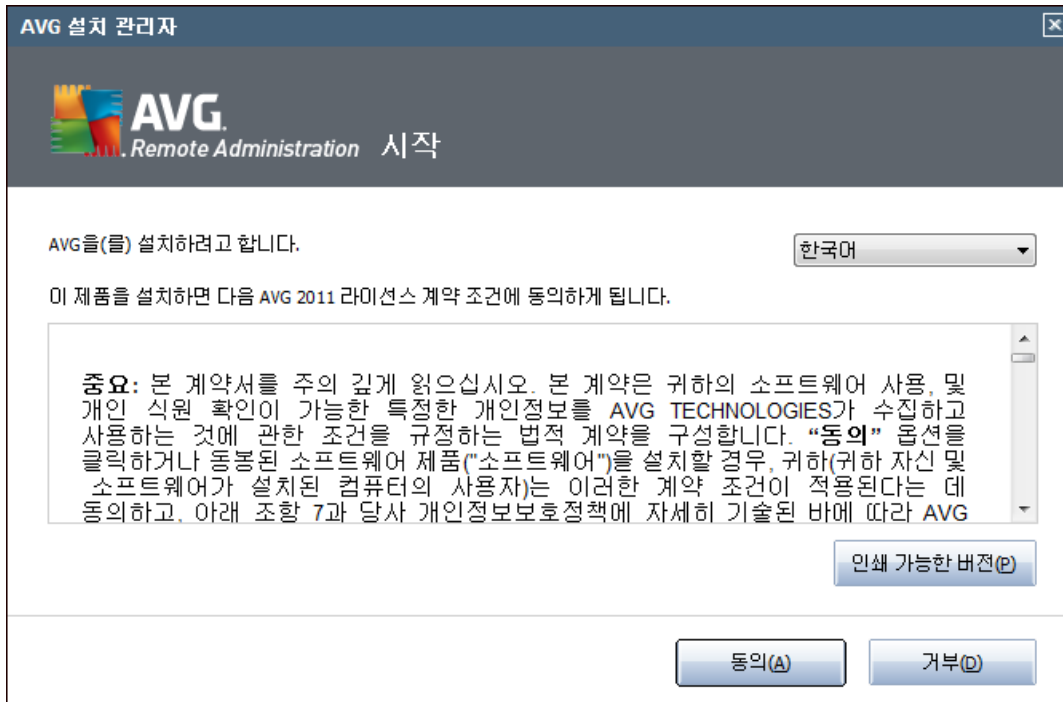 AVG 설치 관리자
AVG.
Remote Administration 시작
AVG을(를) 설치하려고 합니다.
한국어
이 제품을 설치하면 다음 AVG 2011 라이선스 계약 조건에 동의하게 됩니다.
중요: 본 계약서를 주의 깊게 읽으십시오. 본 계약은 귀하의 소프트웨어 사용, 및
개인 식원 확인이 가능한 특정한 개인정보를 AVG TECHNOLOGIES가 수집하고
사용하는 것에 관한 조건을 규정하는 법적 계약을 구성합니다. “동의” 옵션을
클릭하거나 동봉된 소프트웨어 제품("소프트웨어")을 설치할 경우, 귀하(귀하 자신 및
소프트웨어가 설치된 컴퓨터의 사용자)는 이러한 계약 조건이 적용된다는 데
동의하고, 아래 조항 7과 당사 개인정보보호정책에 자세히 기술된 바에 따라 AVG
인쇄 가능한 버전(P)
동의(A)
거부(D)